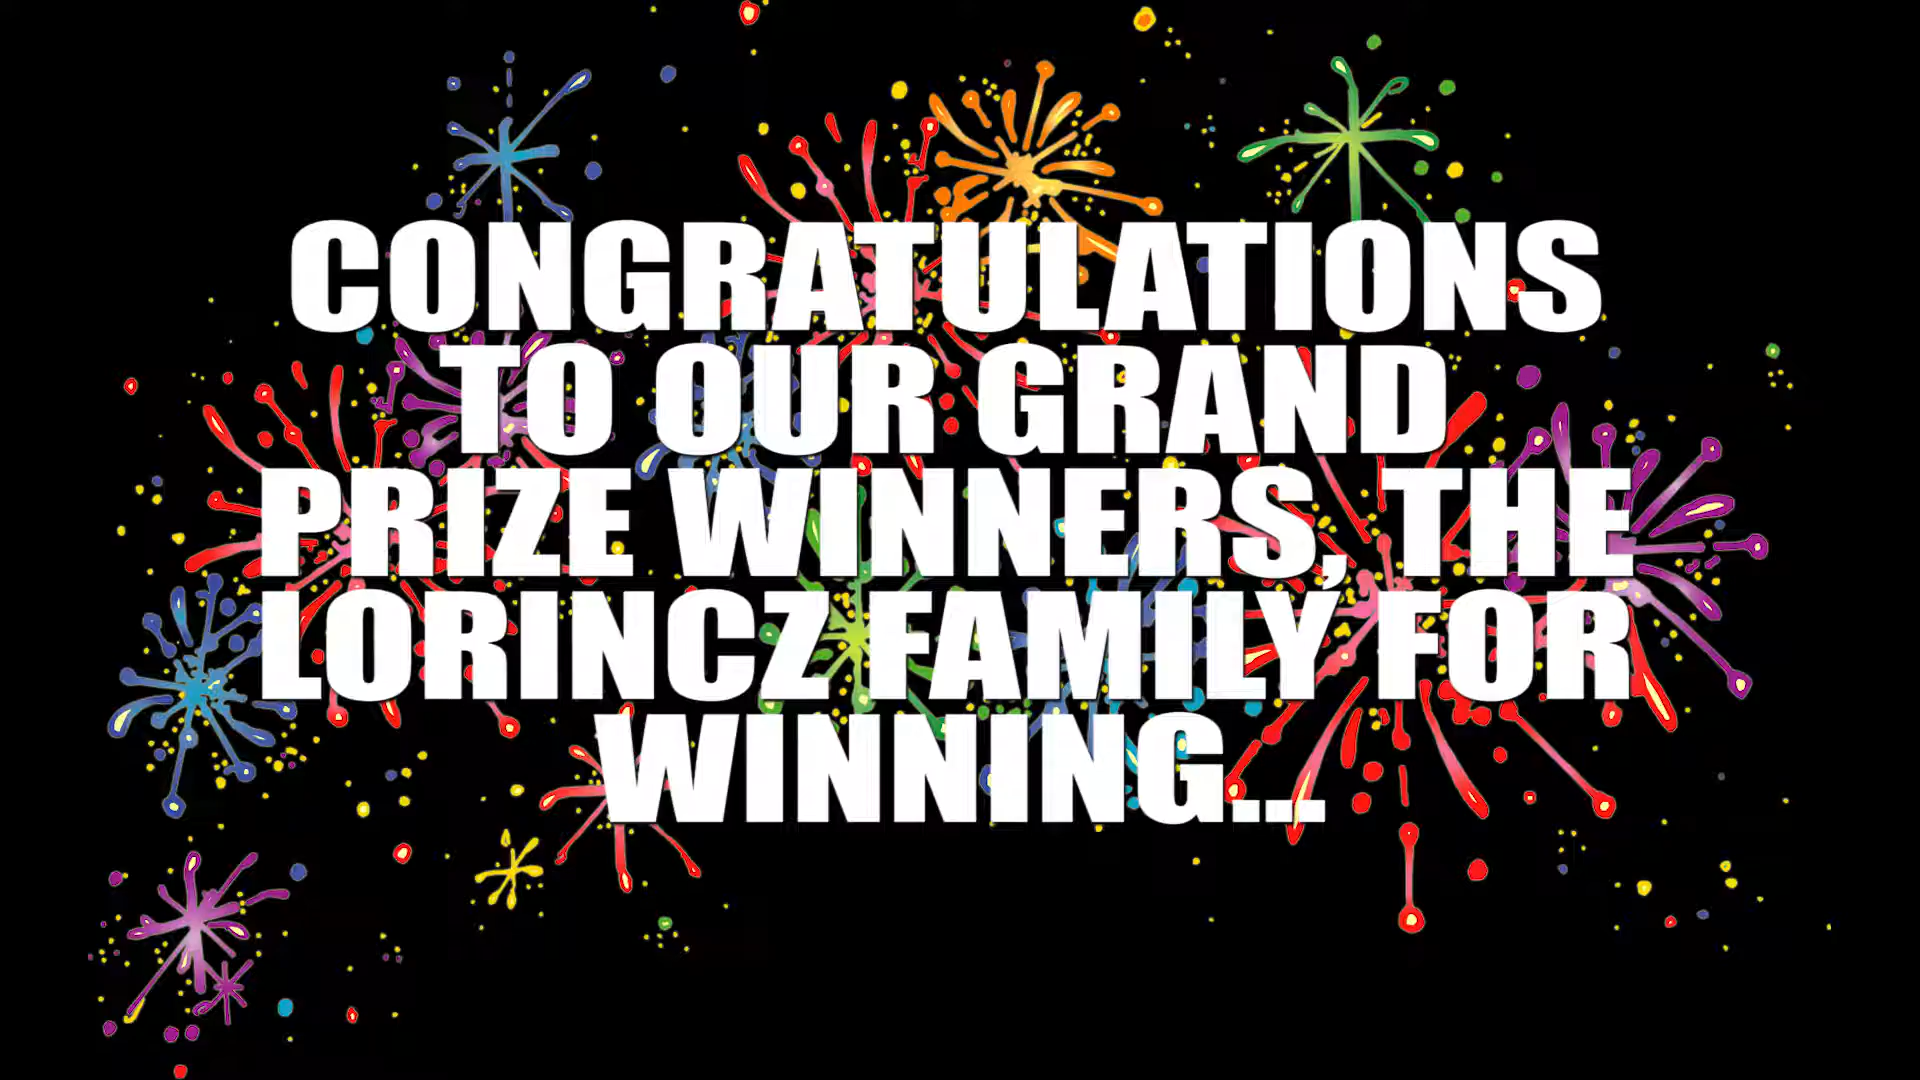 CONGRATULATIONS
TO OUR GRAND
PRIZE WINNERS, THE
LORINCZ FAMILY FOR
WINNING...